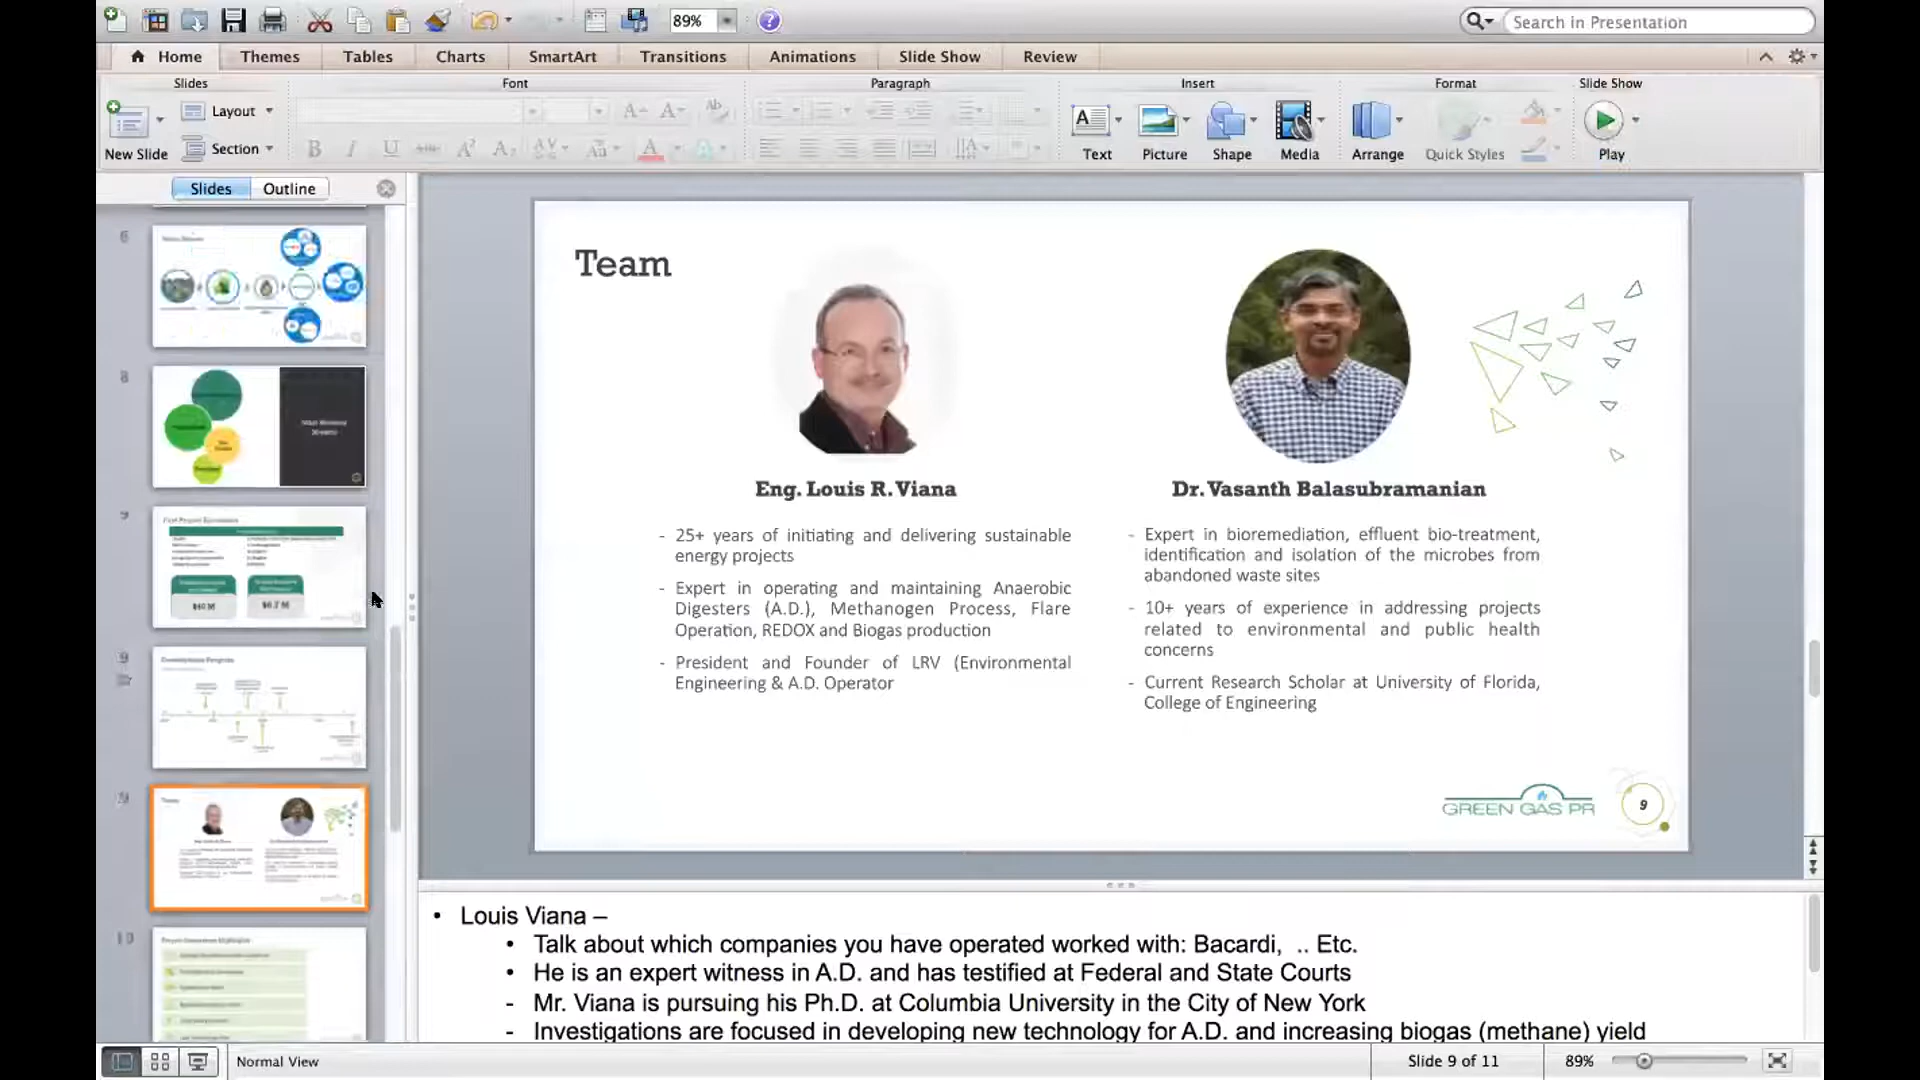 89%
Search in Presentation
Home
Themes
Tables
Charts
SmartArt
Transitions
Animations
Slide Show
Review
Slides
Font
Paragraph
Insert
Format
Slide Show
New Slide
Layout
Section
Text
Picture
Shape
Media
Arrange
Quick Styles
Play
Slides
Outline
6
8
9
9
9
10
Team
Eng. Louis R. Viana
- 25+ years of initiating and delivering sustainable
energy projects
- Expert in operating and maintaining Anaerobic
Digesters (A.D.), Methanogen Process, Flare
Operation, REDOX and Biogas production
- President and Founder of LRV (Environmental
Engineering & A.D. Operator
Dr. Vasanth Balasubramanian
- Expert in bioremediation, effluent bio-treatment,
identification and isolation of the microbes from
abandoned waste sites
- 10+ years of experience in addressing projects
related to environmental and public health
concerns
- Current Research Scholar at University of Florida,
College of Engineering
GREEN GAS PR
9
• Louis Viana –
• Talk about which companies you have operated worked with: Bacardi, .. Etc.
• He is an expert witness in A.D. and has testified at Federal and State Courts
- Mr. Viana is pursuing his Ph.D. at Columbia University in the City of New York
- Investigations are focused in developing new technology for A.D. and increasing biogas (methane) yield
Normal View
Slide 9 of 11
89%